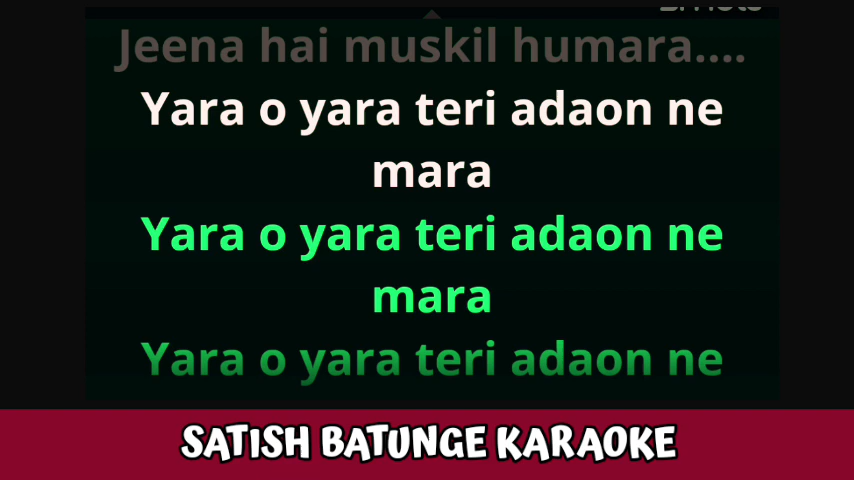 Jeena hai muskil humara....
Yara o yara teri adaon ne
mara
Yara o yara teri adaon ne
mara
Yara o yara teri adaon ne
SATISH BATUNGE KARAOKE